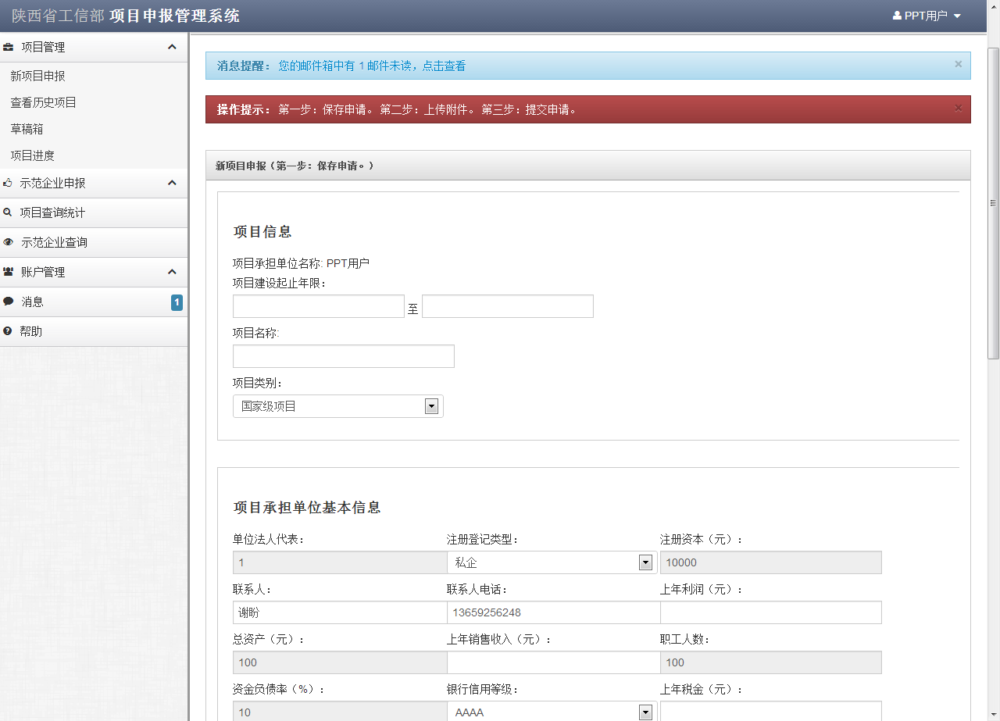 陕西省工信部 项目申报管理系统
PPT用户
项目管理
新项目申报
查看历史项目
草稿箱
项目进度
示范企业申报
项目查询统计
示范企业查询
账户管理
消息 1
帮助
消息提醒： 您的邮件箱中有 1 邮件未读，点击查看 ×
操作提示： 第一步：保存申请。 第二步：上传附件。 第三步：提交申请。 ×
新项目申报（第一步：保存申请。）
项目信息
项目承担单位名称: PPT用户
项目建设起止年限：
至
项目名称:
项目类别：
国家级项目
项目承担单位基本信息
单位法人代表： 注册登记类型： 注册资本（元）：
1 私企 10000
联系人： 联系人电话： 上年利润（元）：
谢盼 13659256248
总资产（元）： 上年销售收入（元）： 职工人数：
100 100
资金负债率（%）： 银行信用等级： 上年税金（元）：
10 AAAA